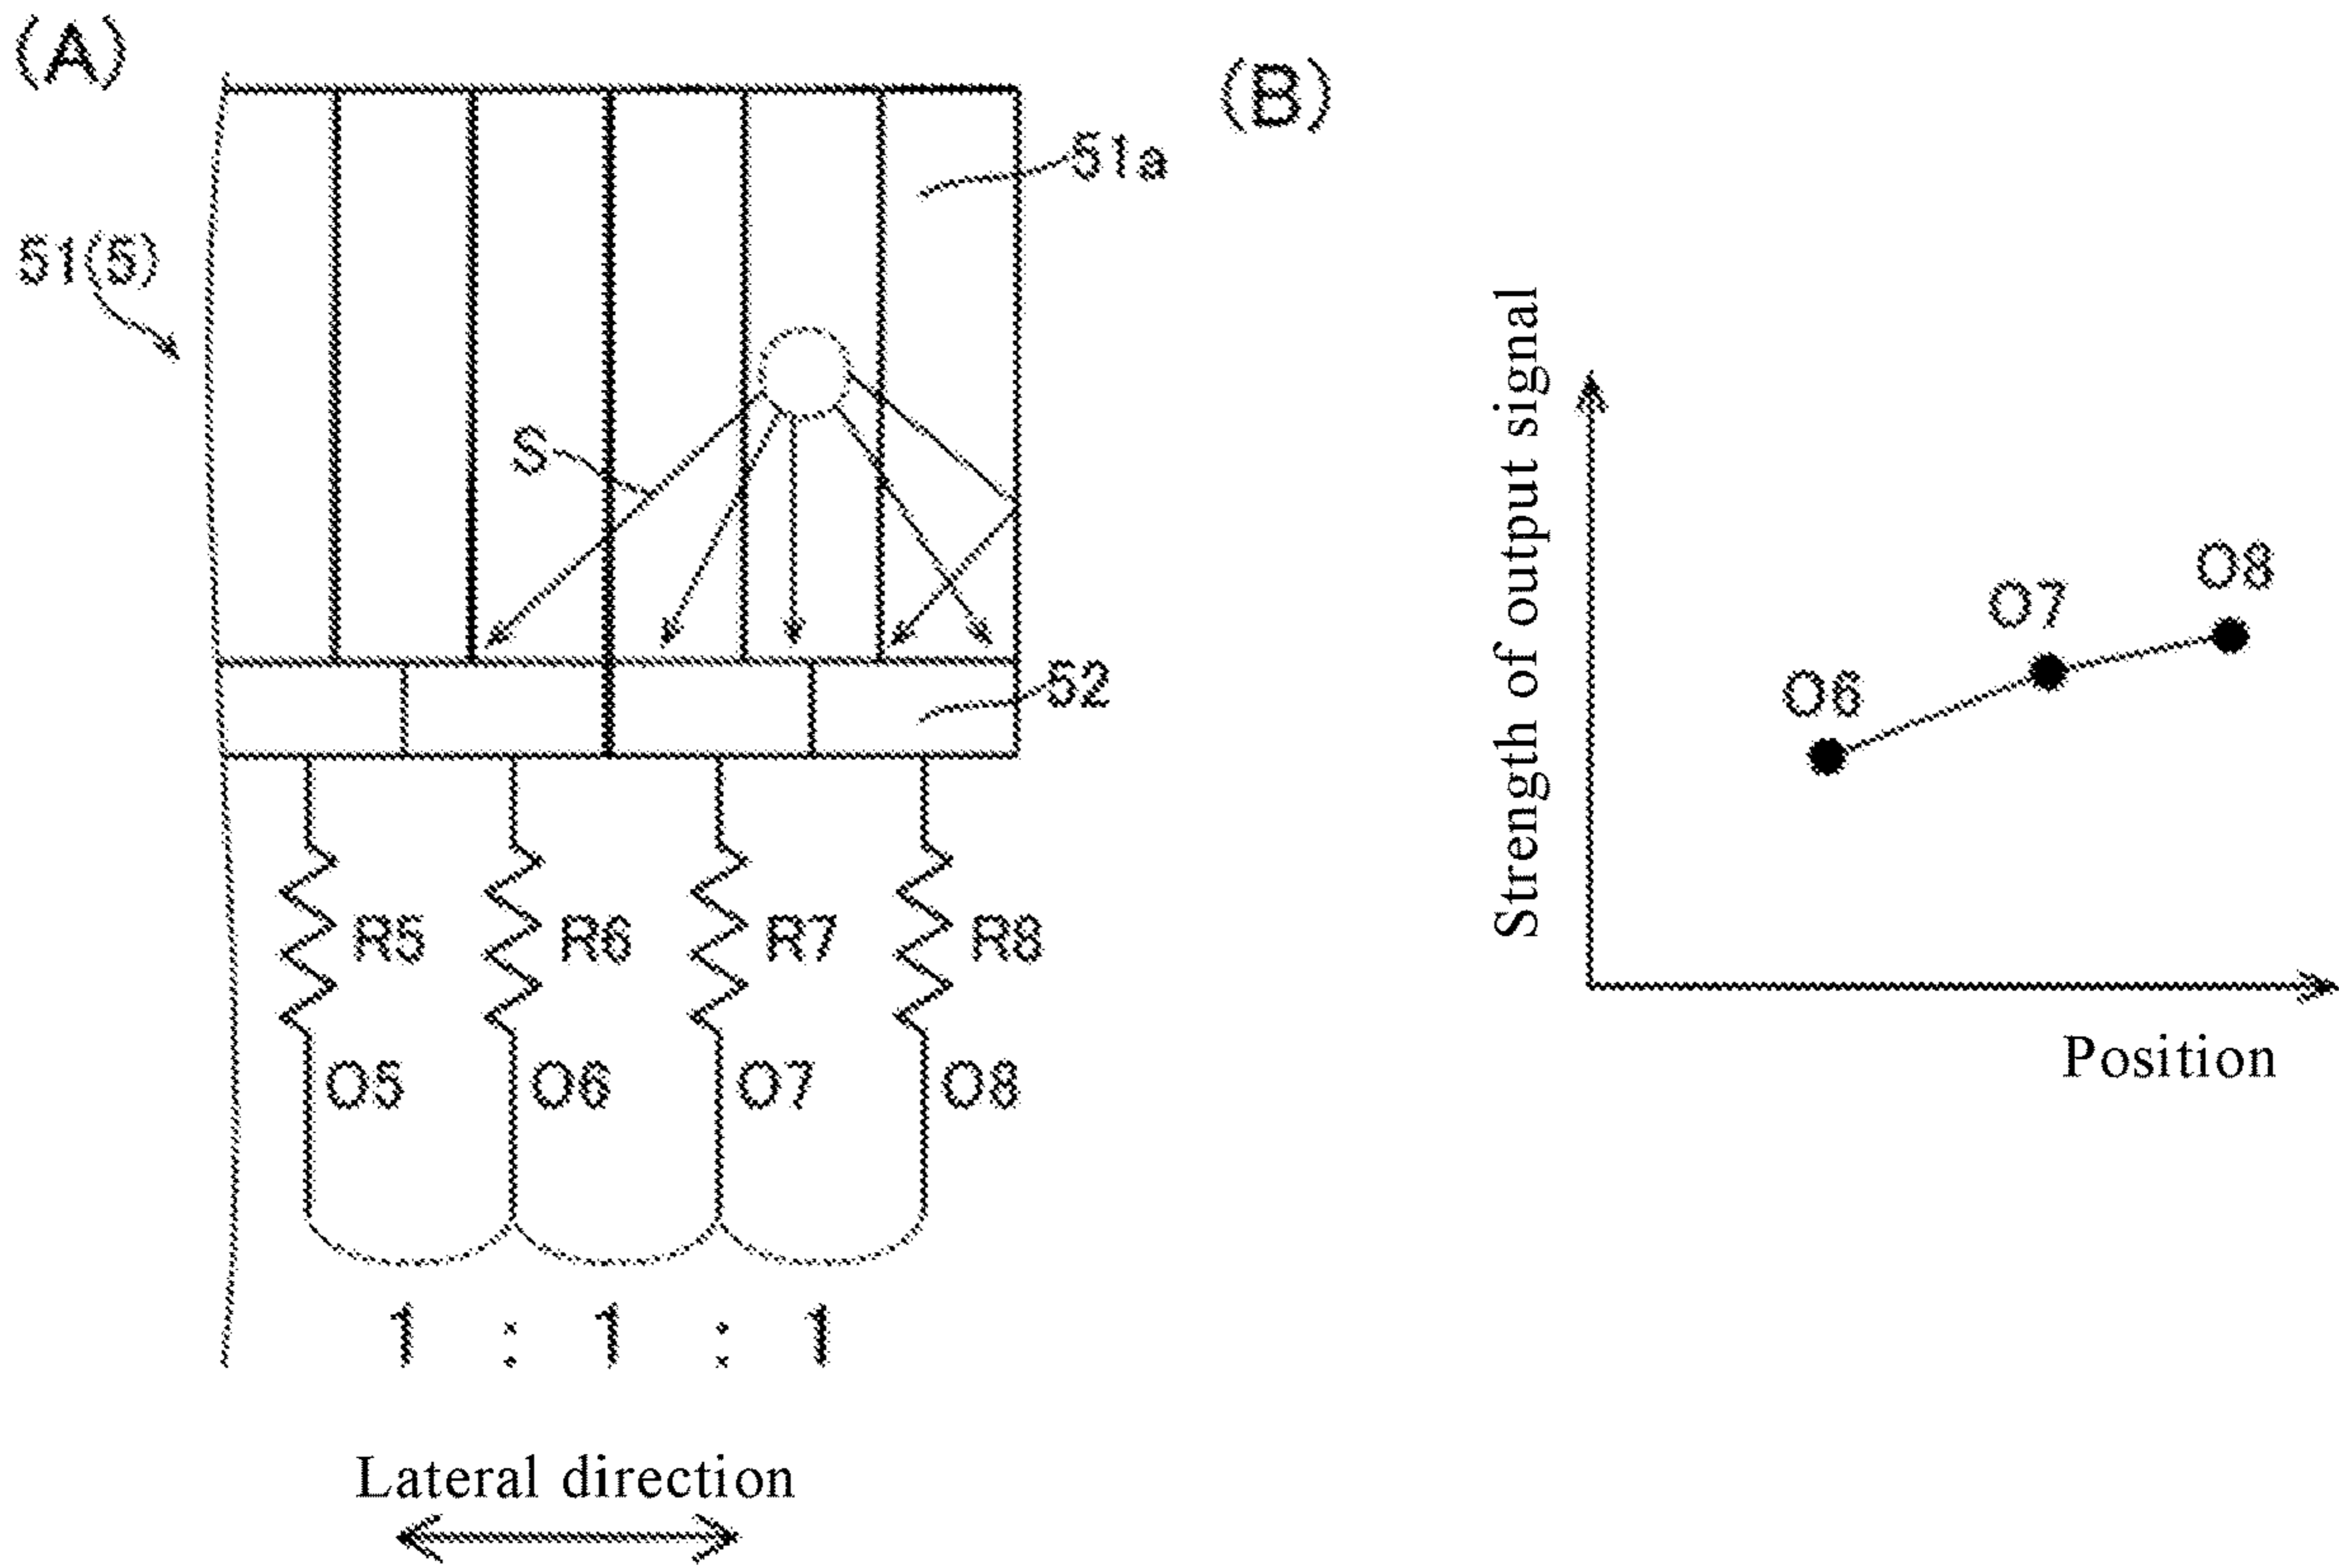 (A)
(B)
51a
51(5)
S
52
R5 R6 R7 R8
O5 O6 O7 O8
1 : 1 : 1
Lateral direction
Strength of output signal
O6
O7
O8
Position